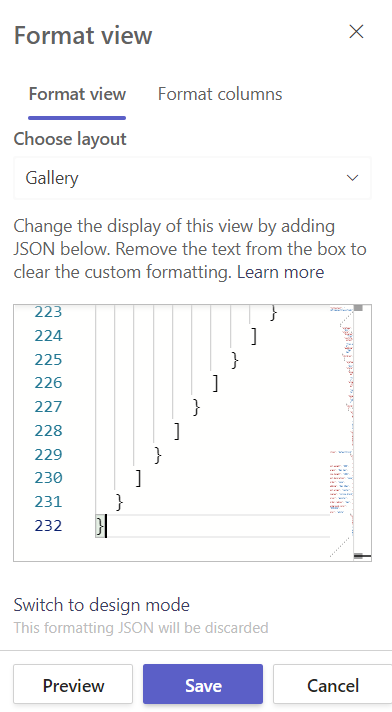 Format view
Format view Format columns
Choose layout
Gallery
Change the display of this view by adding
JSON below. Remove the text from the box to
clear the custom formatting. Learn more
223 }
224 ]
225 }
226 ]
227 }
228 ]
229 }
230 ]
231 }
232 }
Switch to design mode
This formatting JSON will be discarded
Preview Save Cancel